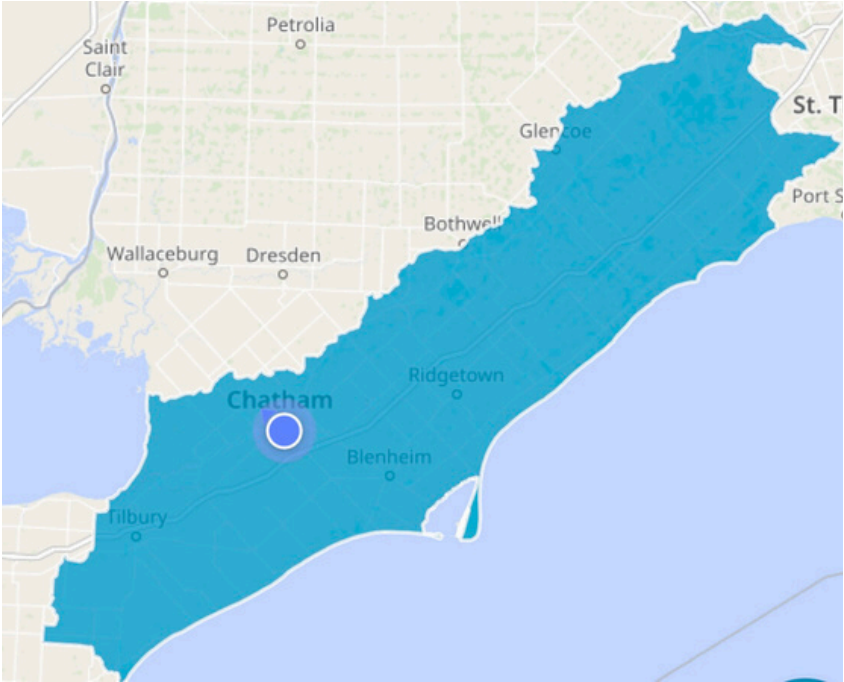 Petrolia
Saint
Clair
St. T
Glencoe
Port S
Bothwell
Wallaceburg
Dresden
Ridgetown
Chatham
Blenheim
Tilbury